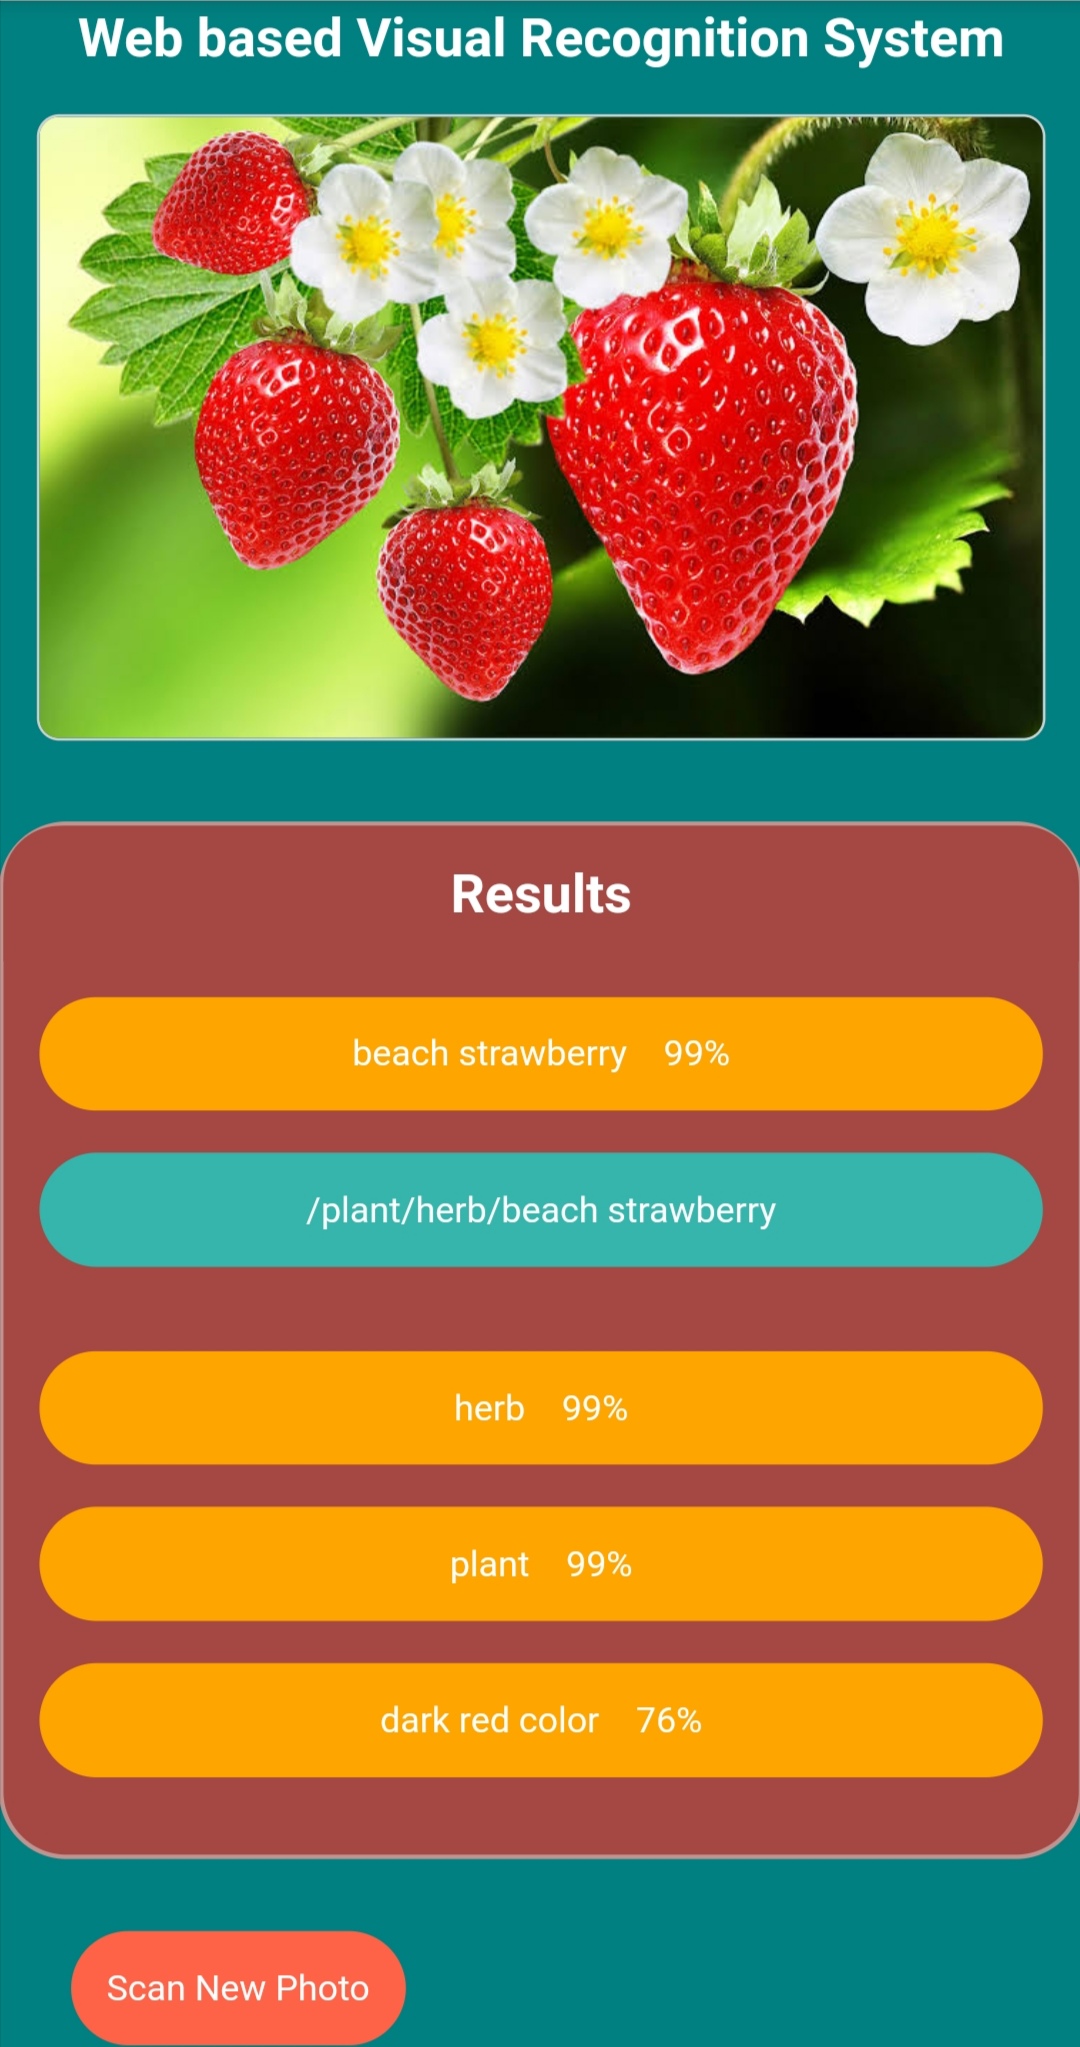 Web based Visual Recognition System
Results
beach strawberry 99%
/plant/herb/beach strawberry
herb 99%
plant 99%
dark red color 76%
Scan New Photo